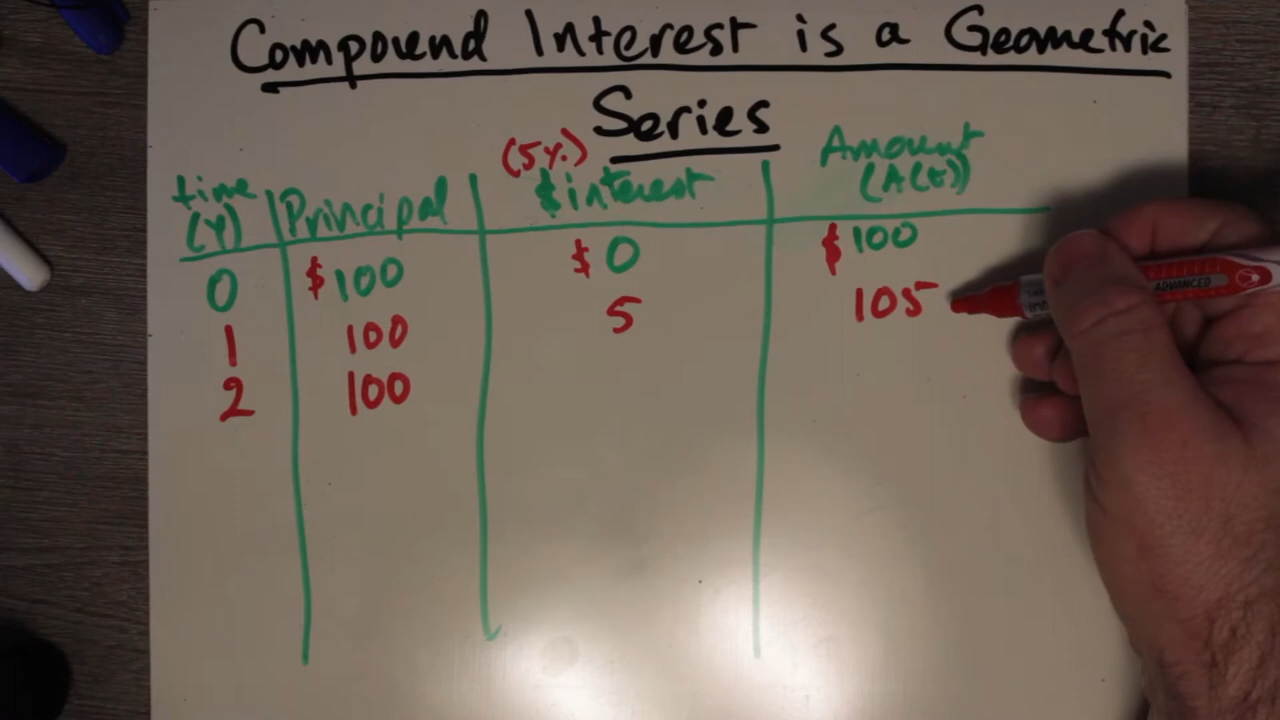 Compound Interest is a Geometric
Series
time (Y) Principal (5%) $ interest Amount (A(t))
0 $100 $0 $100
1 100 5 105
2 100
ADVANCED